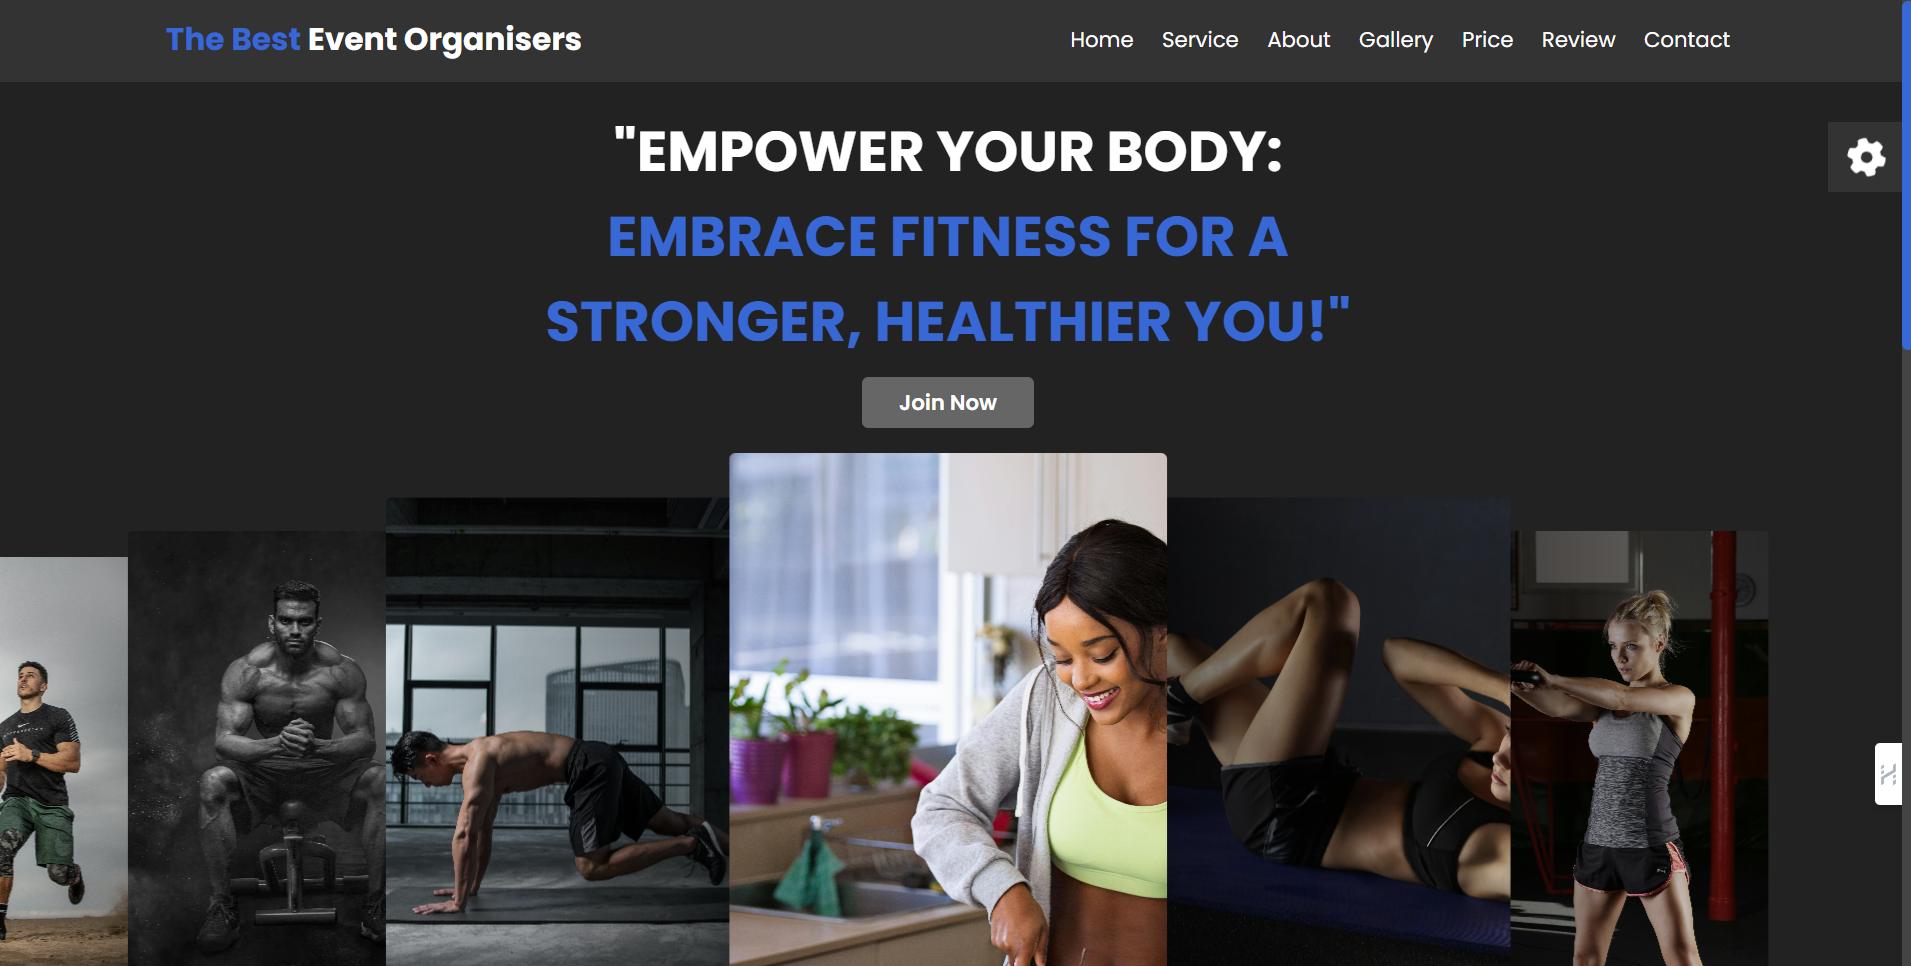 The Best Event Organisers
Home Service About Gallery Price Review Contact
"EMPOWER YOUR BODY:
EMBRACE FITNESS FOR A
STRONGER, HEALTHIER YOU!"
Join Now